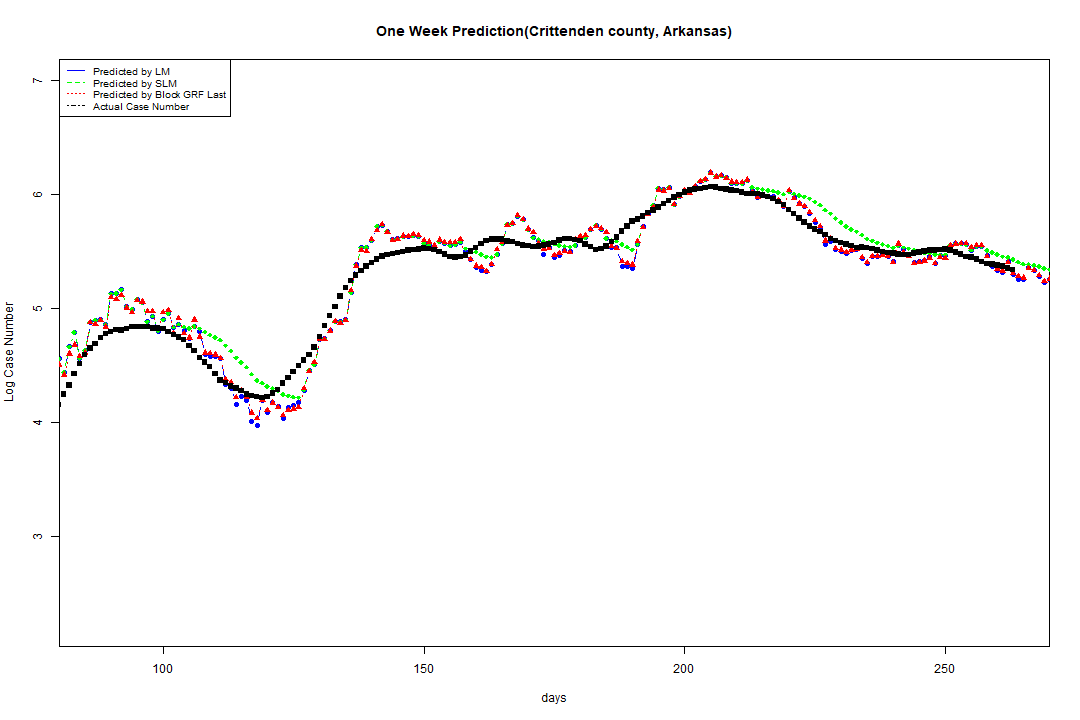 One Week Prediction(Crittenden county, Arkansas)
Predicted by LM
Predicted by SLM
Predicted by Block GRF Last
Actual Case Number
7
6
5
4
3
Log Case Number
100 150 200 250
days